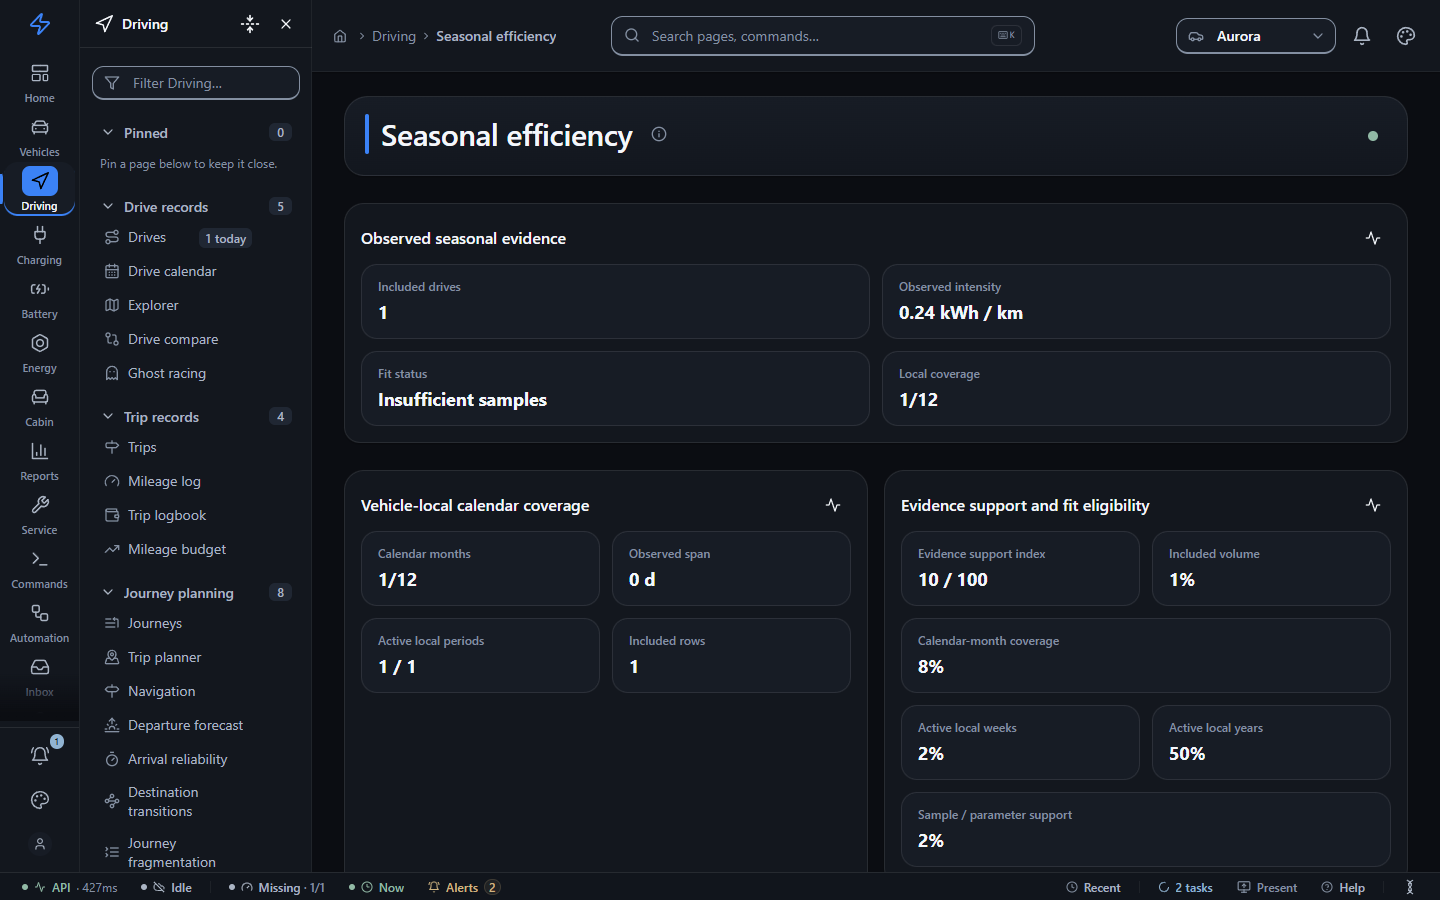 Home
Vehicles
Driving
Charging
Battery
Energy
Cabin
Reports
Service
Commands
Automation
Inbox
1
Driving
Filter Driving...
Pinned 0
Pin a page below to keep it close.
Drive records 5
Drives 1 today
Drive calendar
Explorer
Drive compare
Ghost racing
Trip records 4
Trips
Mileage log
Trip logbook
Mileage budget
Journey planning 8
Journeys
Trip planner
Navigation
Departure forecast
Arrival reliability
Destination
transitions
Journey
fragmentation
Driving › Seasonal efficiency
Search pages, commands... K
Aurora
Seasonal efficiency
Observed seasonal evidence
Included drives
1
Observed intensity
0.24 kWh / km
Fit status
Insufficient samples
Local coverage
1/12
Vehicle-local calendar coverage
Calendar months
1/12
Observed span
0 d
Active local periods
1 / 1
Included rows
1
Evidence support and fit eligibility
Evidence support index
10 / 100
Included volume
1%
Calendar-month coverage
8%
Active local weeks
2%
Active local years
50%
Sample / parameter support
2%
API · 427ms
Idle
Missing · 1/1
Now
Alerts 2
Recent
2 tasks
Present
Help